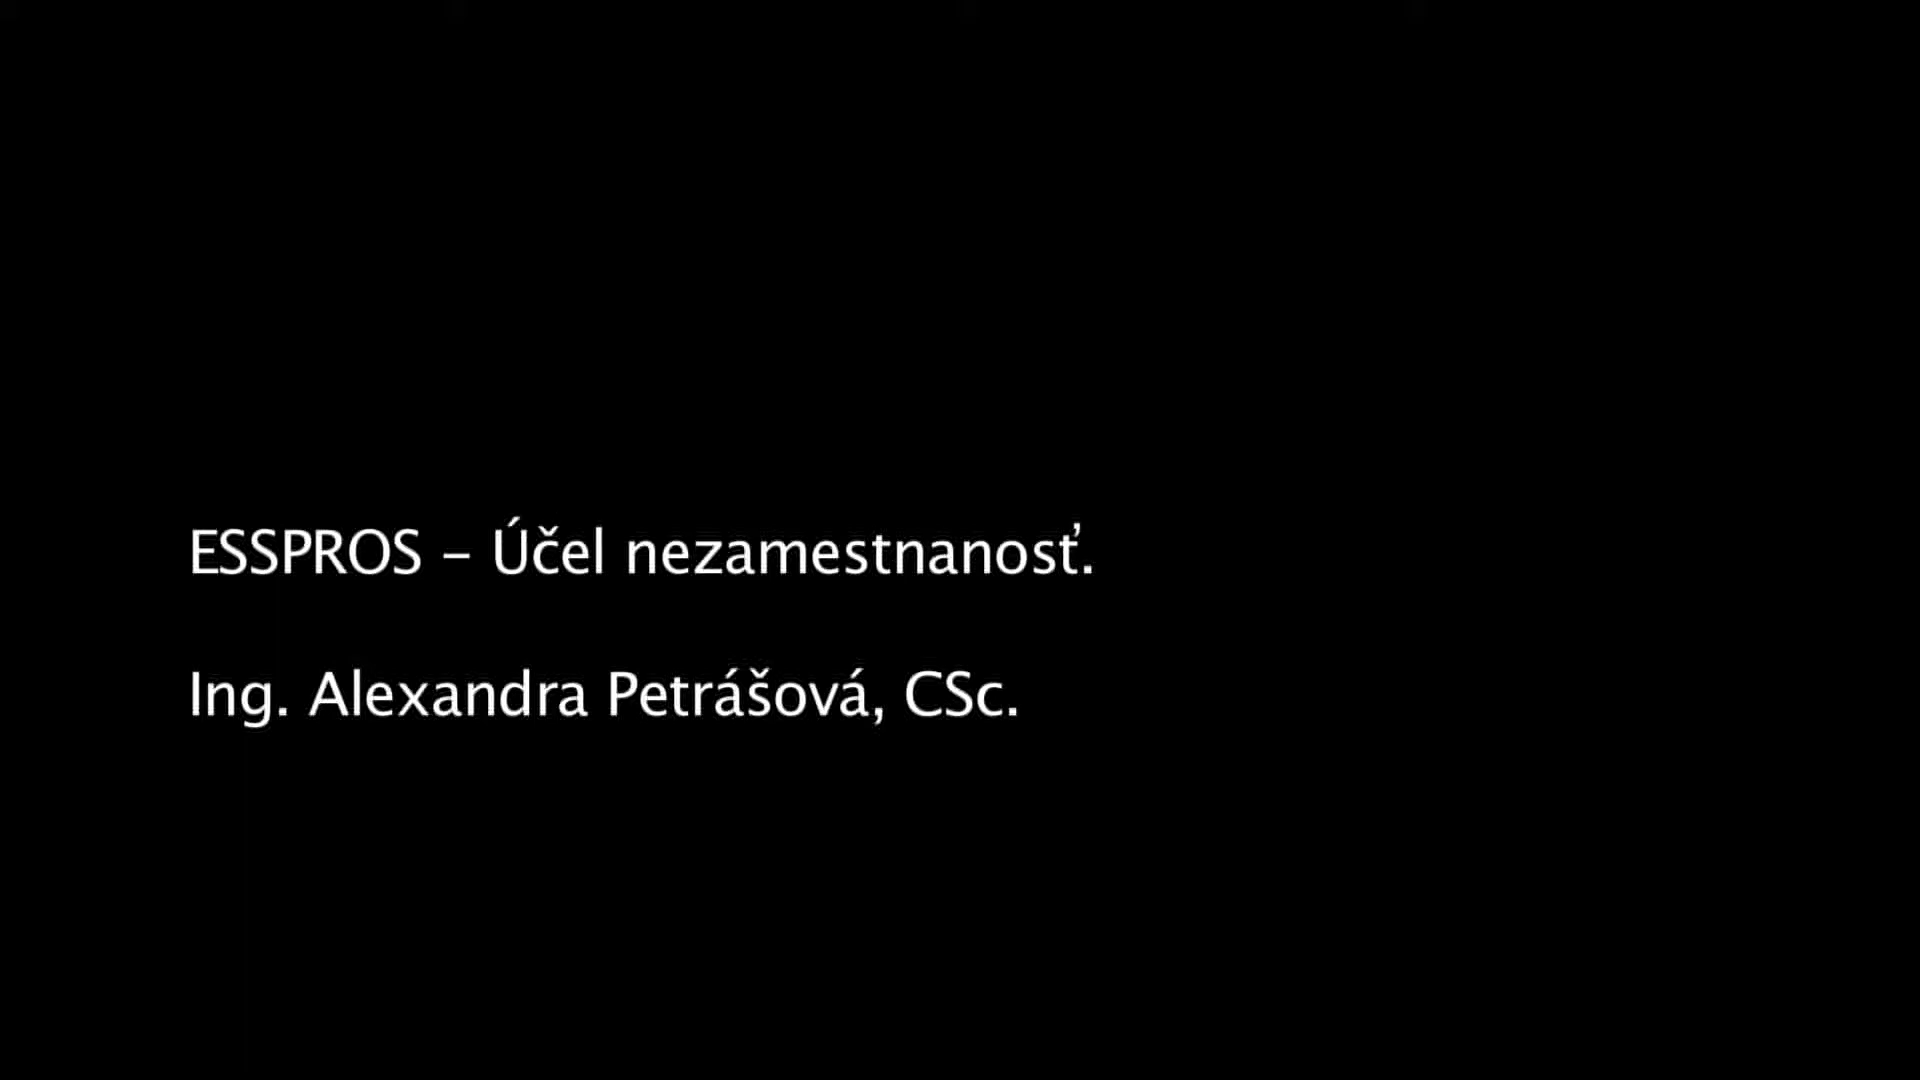 ESSPROS – Účel nezamestnanosť.
Ing. Alexandra Petrášová, CSc.